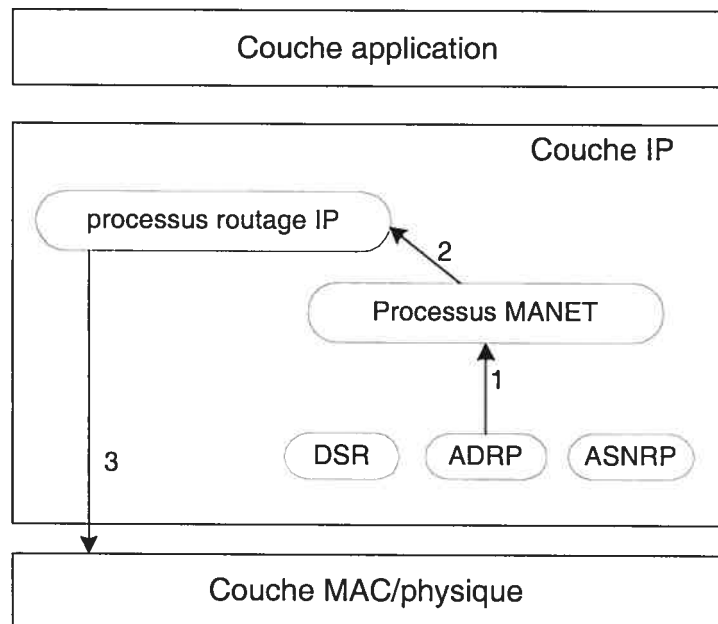 Couche application
Couche IP
processus routage IP
2
Processus MANET
1
DSR
ADRP
ASNRP
3
Couche MAC/physique